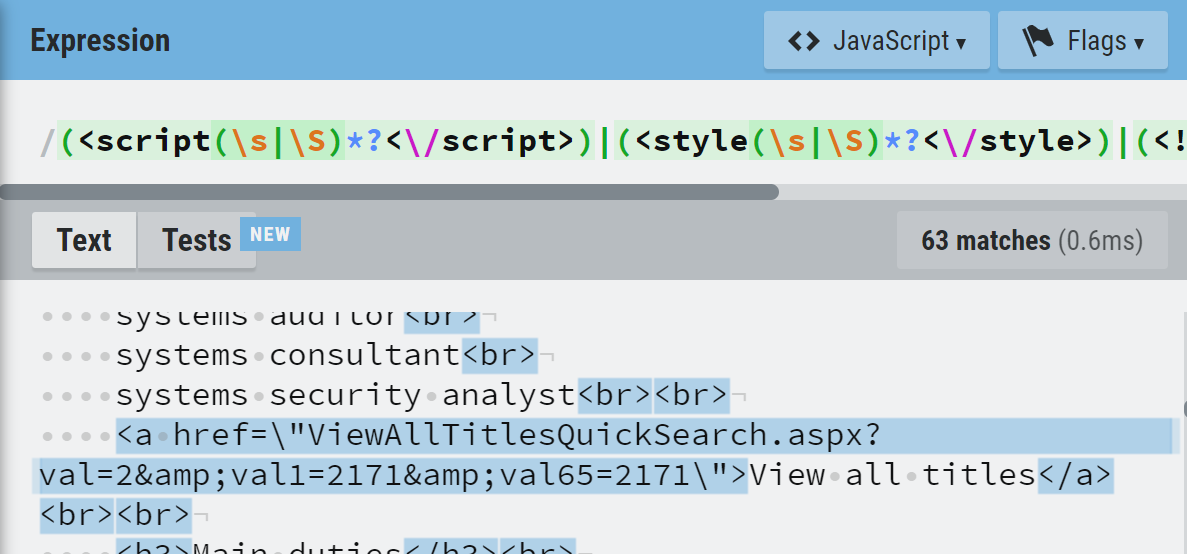 Expression
<> JavaScript ▾
Flags ▾
/(<script(\s|\S)*?<\/script>)|(<style(\s|\S)*?<\/style>)|(<!
Text
Tests
NEW
63 matches (0.6ms)
····systems·auditor<br>¬
····systems·consultant<br>¬
····systems·security·analyst<br><br>¬
····<a·href=\"ViewAllTitlesQuickSearch.aspx?
val=2&amp;val1=2171&amp;val65=2171\">View·all·titles</a>
<br><br>¬
····<h3>Main·duties</h3><br>¬